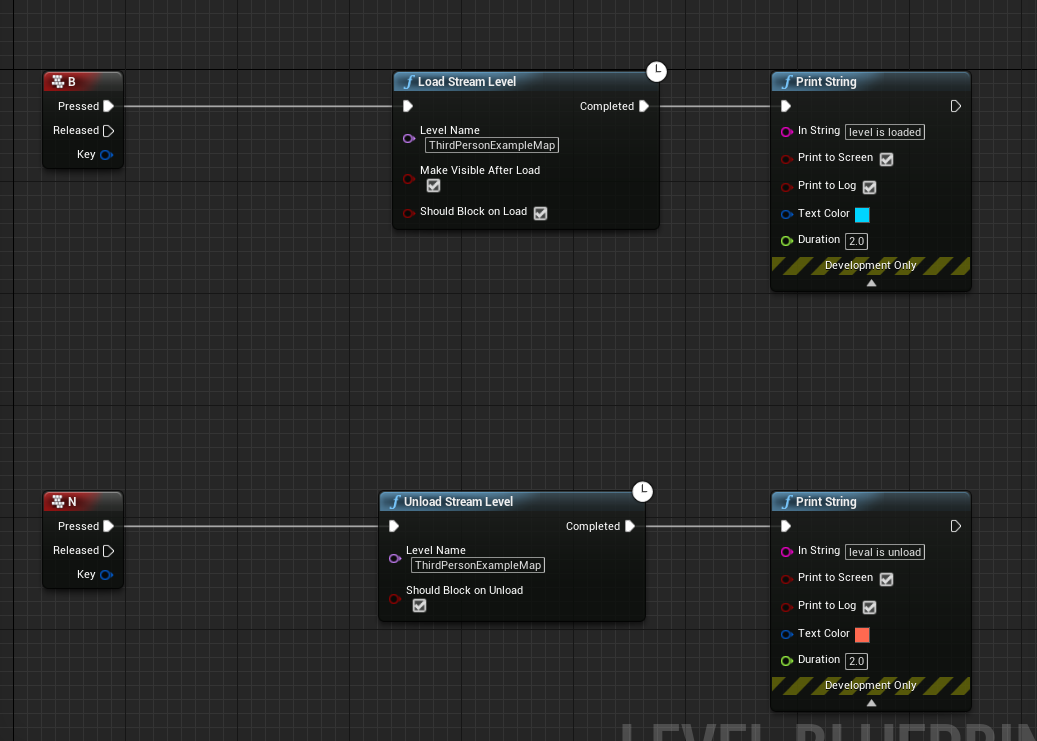 B
Pressed
Released
Key
Load Stream Level
Completed
Level Name
ThirdPersonExampleMap
Make Visible After Load
Should Block on Load
Print String
In String level is loaded
Print to Screen
Print to Log
Text Color
Duration 2.0
Development Only
N
Pressed
Released
Key
Unload Stream Level
Completed
Level Name
ThirdPersonExampleMap
Should Block on Unload
Print String
In String leval is unload
Print to Screen
Print to Log
Text Color
Duration 2.0
Development Only
LEVEL BLUEPRIN